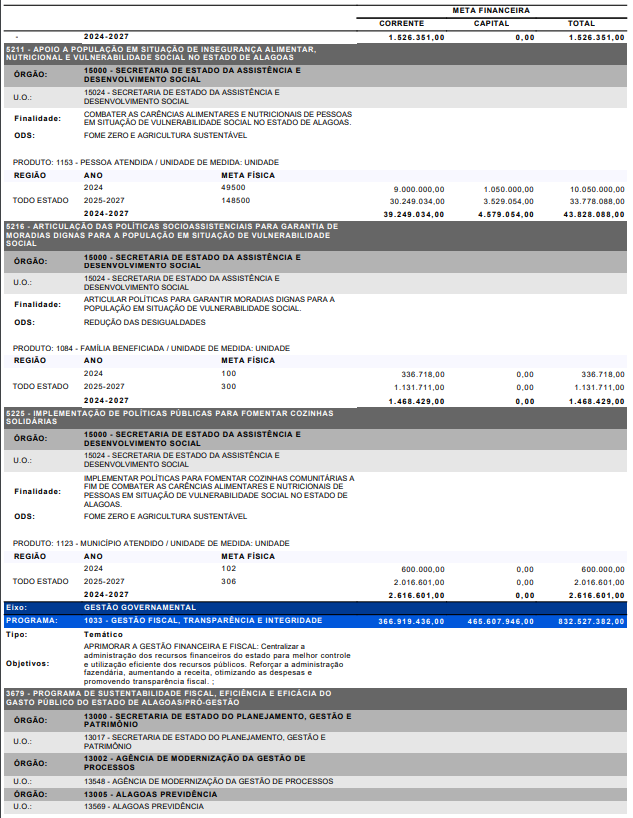 META FINANCEIRA
CORRENTE CAPITAL TOTAL
- 2024-2027 1.526.351,00 0,00 1.526.351,00
5211 - APOIO A POPULAÇÃO EM SITUAÇÃO DE INSEGURANÇA ALIMENTAR,
NUTRICIONAL E VULNERABILIDADE SOCIAL NO ESTADO DE ALAGOAS
ÓRGÃO: 15000 - SECRETARIA DE ESTADO DA ASSISTÊNCIA E
DESENVOLVIMENTO SOCIAL
U.O.: 15024 - SECRETARIA DE ESTADO DA ASSISTÊNCIA E
DESENVOLVIMENTO SOCIAL
Finalidade: COMBATER AS CARÊNCIAS ALIMENTARES E NUTRICIONAIS DE PESSOAS
EM SITUAÇÃO DE VULNERABILIDADE SOCIAL NO ESTADO DE ALAGOAS.
ODS: FOME ZERO E AGRICULTURA SUSTENTÁVEL
PRODUTO: 1153 - PESSOA ATENDIDA / UNIDADE DE MEDIDA: UNIDADE
REGIÃO ANO META FÍSICA
2024 49500 9.000.000,00 1.050.000,00 10.050.000,00
TODO ESTADO 2025-2027 148500 30.249.034,00 3.529.054,00 33.778.088,00
2024-2027 39.249.034,00 4.579.054,00 43.828.088,00
5216 - ARTICULAÇÃO DAS POLÍTICAS SOCIOASSISTENCIAIS PARA GARANTIA DE
MORADIAS DIGNAS PARA A POPULAÇÃO EM SITUAÇÃO DE VULNERABILIDADE
SOCIAL
ÓRGÃO: 15000 - SECRETARIA DE ESTADO DA ASSISTÊNCIA E
DESENVOLVIMENTO SOCIAL
U.O.: 15024 - SECRETARIA DE ESTADO DA ASSISTÊNCIA E
DESENVOLVIMENTO SOCIAL
Finalidade: ARTICULAR POLÍTICAS PARA GARANTIR MORADIAS DIGNAS PARA A
POPULAÇÃO EM SITUAÇÃO DE VULNERABILIDADE SOCIAL.
ODS: REDUÇÃO DAS DESIGUALDADES
PRODUTO: 1084 - FAMÍLIA BENEFICIADA / UNIDADE DE MEDIDA: UNIDADE
REGIÃO ANO META FÍSICA
2024 100 336.718,00 0,00 336.718,00
TODO ESTADO 2025-2027 300 1.131.711,00 0,00 1.131.711,00
2024-2027 1.468.429,00 0,00 1.468.429,00
5225 - IMPLEMENTAÇÃO DE POLÍTICAS PÚBLICAS PARA FOMENTAR COZINHAS
SOLIDÁRIAS
ÓRGÃO: 15000 - SECRETARIA DE ESTADO DA ASSISTÊNCIA E
DESENVOLVIMENTO SOCIAL
U.O.: 15024 - SECRETARIA DE ESTADO DA ASSISTÊNCIA E
DESENVOLVIMENTO SOCIAL
Finalidade: IMPLEMENTAR POLÍTICAS PARA FOMENTAR COZINHAS COMUNITÁRIAS A
FIM DE COMBATER AS CARÊNCIAS ALIMENTARES E NUTRICIONAIS DE
PESSOAS EM SITUAÇÃO DE VULNERABILIDADE SOCIAL NO ESTADO DE
ALAGOAS.
ODS: FOME ZERO E AGRICULTURA SUSTENTÁVEL
PRODUTO: 1123 - MUNICÍPIO ATENDIDO / UNIDADE DE MEDIDA: UNIDADE
REGIÃO ANO META FÍSICA
2024 102 600.000,00 0,00 600.000,00
TODO ESTADO 2025-2027 306 2.016.601,00 0,00 2.016.601,00
2024-2027 2.616.601,00 0,00 2.616.601,00
Eixo: GESTÃO GOVERNAMENTAL
PROGRAMA: 1033 - GESTÃO FISCAL, TRANSPARÊNCIA E INTEGRIDADE 366.919.436,00 465.607.946,00 832.527.382,00
Tipo: Temático
Objetivos: APRIMORAR A GESTÃO FINANCEIRA E FISCAL: Centralizar a
administração dos recursos financeiros do estado para melhor controle
e utilização eficiente dos recursos públicos. Reforçar a administração
fazendária, aumentando a receita, otimizando as despesas e
promovendo transparência fiscal. ;
3679 - PROGRAMA DE SUSTENTABILIDADE FISCAL, EFICIÊNCIA E EFICÁCIA DO
GASTO PÚBLICO DO ESTADO DE ALAGOAS/PRÓ-GESTÃO
ÓRGÃO: 13000 - SECRETARIA DE ESTADO DO PLANEJAMENTO, GESTÃO E
PATRIMÔNIO
U.O.: 13017 - SECRETARIA DE ESTADO DO PLANEJAMENTO, GESTÃO E
PATRIMÔNIO
ÓRGÃO: 13002 - AGÊNCIA DE MODERNIZAÇÃO DA GESTÃO DE
PROCESSOS
U.O.: 13548 - AGÊNCIA DE MODERNIZAÇÃO DA GESTÃO DE PROCESSOS
ÓRGÃO: 13005 - ALAGOAS PREVIDÊNCIA
U.O.: 13569 - ALAGOAS PREVIDÊNCIA